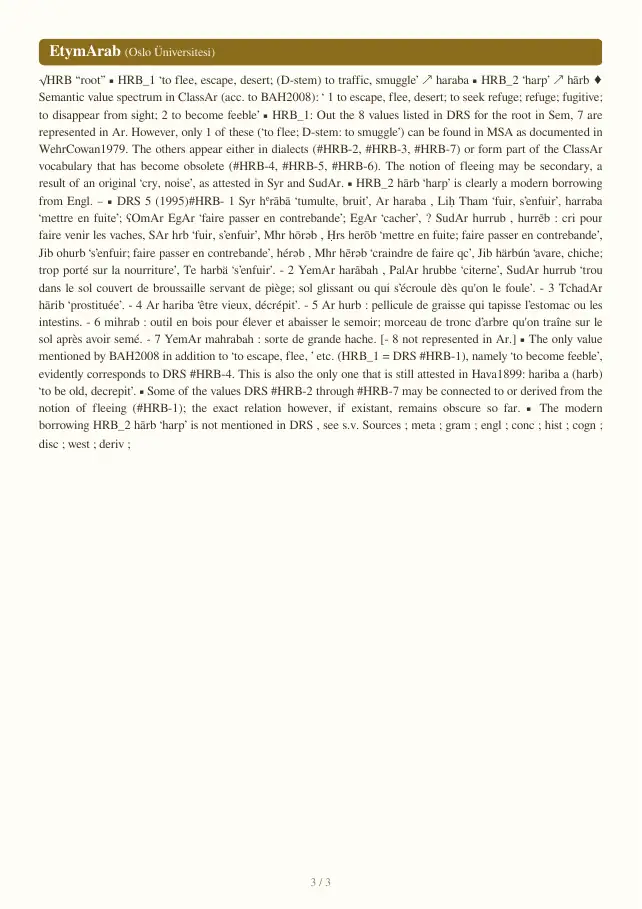 EtymArab (Oslo Üniversitesi)
√HRB “root” ▪ HRB_1 ‘to flee, escape, desert; (D-stem) to traffic, smuggle’ ↗ haraba ▪ HRB_2 ‘harp’ ↗ hārb ♦
Semantic value spectrum in ClassAr (acc. to BAH2008): ‘ 1 to escape, flee, desert; to seek refuge; refuge; fugitive;
to disappear from sight; 2 to become feeble’ ▪ HRB_1: Out the 8 values listed in DRS for the root in Sem, 7 are
represented in Ar. However, only 1 of these (‘to flee; D-stem: to smuggle’) can be found in MSA as documented in
WehrCowan1979. The others appear either in dialects (#HRB-2, #HRB-3, #HRB-7) or form part of the ClassAr
vocabulary that has become obsolete (#HRB-4, #HRB-5, #HRB-6). The notion of fleeing may be secondary, a
result of an original ‘cry, noise’, as attested in Syr and SudAr. ▪ HRB_2 hārb ‘harp’ is clearly a modern borrowing
from Engl. – ▪ DRS 5 (1995)#HRB- 1 Syr hᵉrābā ‘tumulte, bruit’, Ar haraba , Liḥ Tham ‘fuir, s’enfuir’, harraba
‘mettre en fuite’; ʕOmAr EgAr ‘faire passer en contrebande’; EgAr ‘cacher’, ? SudAr hurrub , hurrēb : cri pour
faire venir les vaches, SAr hrb ‘fuir, s’enfuir’, Mhr hōrəb , Ḥrs herōb ‘mettre en fuite; faire passer en contrebande’,
Jib ohurb ‘s’enfuir; faire passer en contrebande’, hérəb , Mhr hērəb ‘craindre de faire qc’, Jib härbún ‘avare, chiche;
trop porté sur la nourriture’, Te harbä ‘s’enfuir’. - 2 YemAr harābah , PalAr hrubbe ‘citerne’, SudAr hurrub ‘trou
dans le sol couvert de broussaille servant de piège; sol glissant ou qui s’écroule dès qu’on le foule’. - 3 TchadAr
hārib ‘prostituée’. - 4 Ar hariba ‘être vieux, décrépit’. - 5 Ar hurb : pellicule de graisse qui tapisse l’estomac ou les
intestins. - 6 mihrab : outil en bois pour élever et abaisser le semoir; morceau de tronc d’arbre qu’on traîne sur le
sol après avoir semé. - 7 YemAr mahrabah : sorte de grande hache. [- 8 not represented in Ar.] ▪ The only value
mentioned by BAH2008 in addition to ‘to escape, flee, ’ etc. (HRB_1 = DRS #HRB-1), namely ‘to become feeble’,
evidently corresponds to DRS #HRB-4. This is also the only one that is still attested in Hava1899: hariba a (harb)
‘to be old, decrepit’. ▪ Some of the values DRS #HRB-2 through #HRB-7 may be connected to or derived from the
notion of fleeing (#HRB-1); the exact relation however, if existant, remains obscure so far. ▪ The modern
borrowing HRB_2 hārb ‘harp’ is not mentioned in DRS , see s.v. Sources ; meta ; gram ; engl ; conc ; hist ; cogn ;
disc ; west ; deriv ;
3 / 3